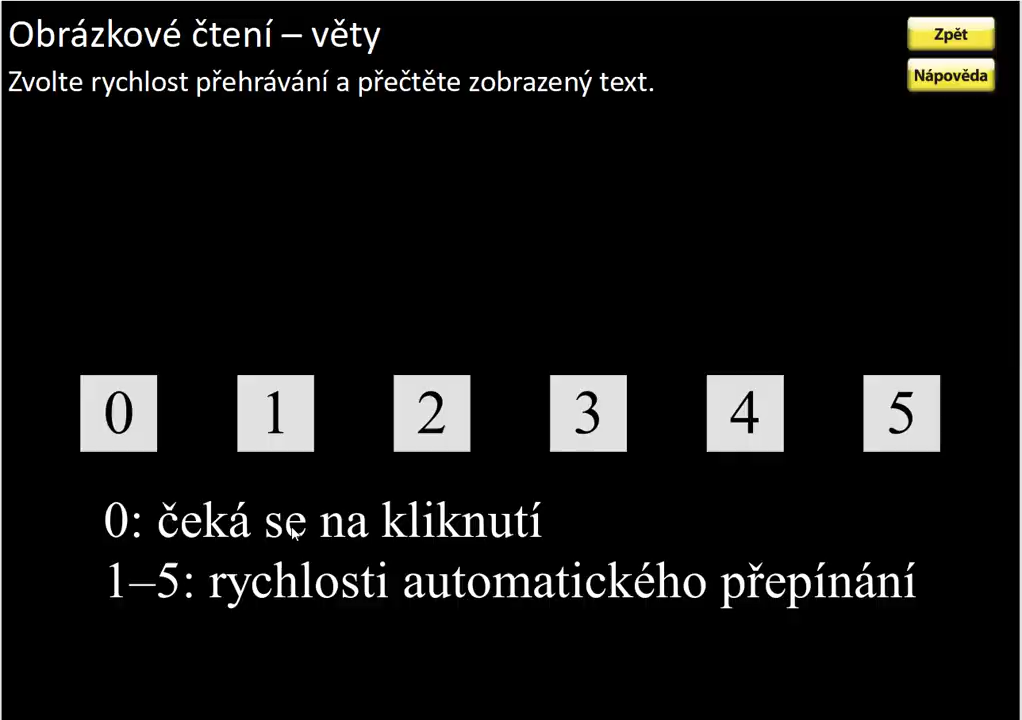 Obrázkové čtení – věty
Zpět
Zvolte rychlost přehrávání a přečtěte zobrazený text.
Nápověda
0 1 2 3 4 5
0: čeká se na kliknutí
1–5: rychlosti automatického přepínání